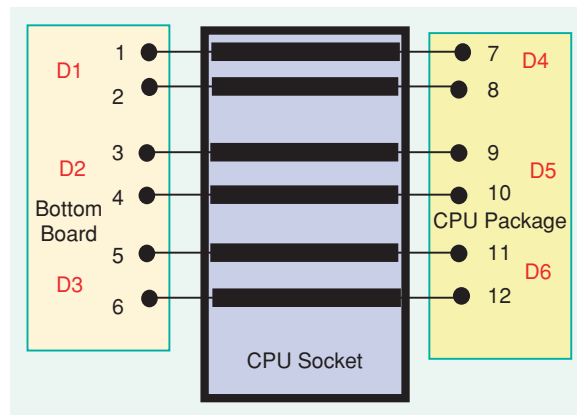 1
7
D1
D4
2
8
3
9
D2
D5
4
10
Bottom
Board
CPU Package
5
11
D3
D6
6
12
CPU Socket